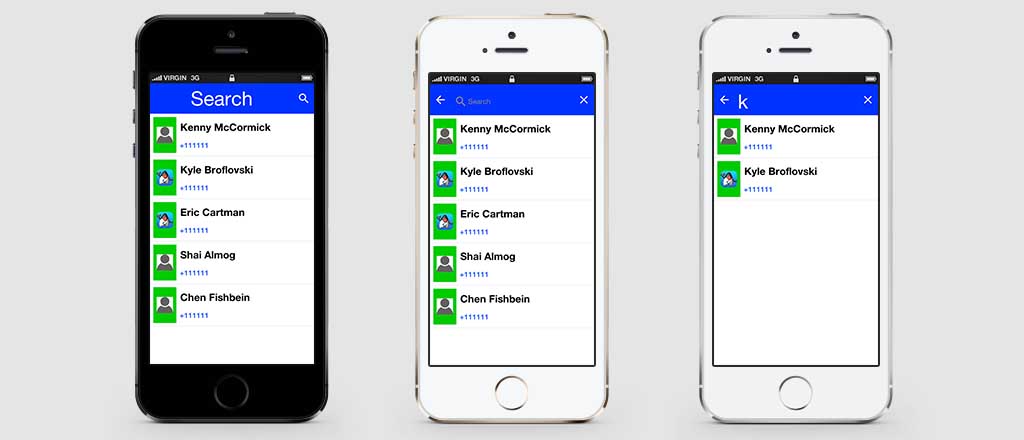 VIRGIN 3G
Search
Kenny McCormick
+111111
Kyle Broflovski
+111111
Eric Cartman
+111111
Shai Almog
+111111
Chen Fishbein
+111111
VIRGIN 3G
Search
Kenny McCormick
+111111
Kyle Broflovski
+111111
Eric Cartman
+111111
Shai Almog
+111111
Chen Fishbein
+111111
VIRGIN 3G
k
Kenny McCormick
+111111
Kyle Broflovski
+111111